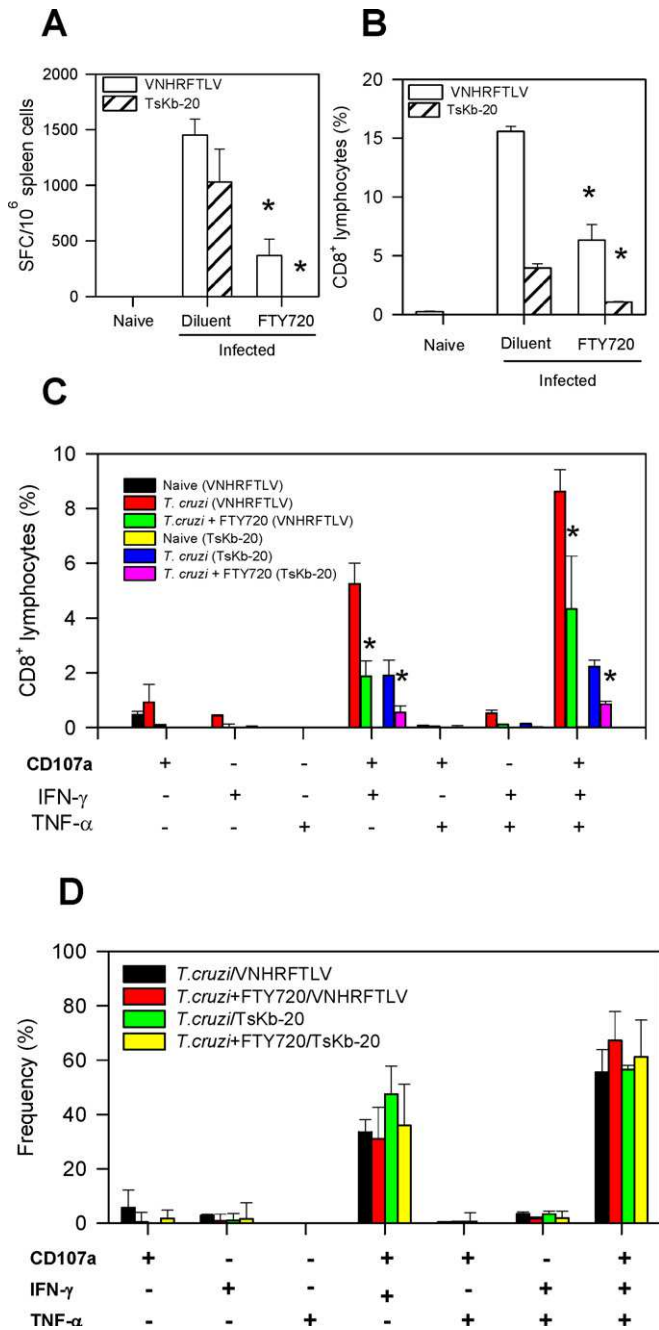 A
B
2000
1500
1000
500
0
SFC/10⁶ spleen cells
VNHRFTLV
TsKb-20
*
*
Naive
Diluent
FTY720
Infected
20
15
10
5
0
CD8⁺ lymphocytes (%)
VNHRFTLV
TsKb-20
*
*
Naive
Diluent
FTY720
Infected
C
10
8
6
4
2
0
CD8⁺ lymphocytes (%)
Naive (VNHRFTLV)
T. cruzi (VNHRFTLV)
T.cruzi + FTY720 (VNHRFTLV)
Naive (TsKb-20)
T. cruzi (TsKb-20)
T. cruzi + FTY720 (TsKb-20)
* * * *
CD107a + - - + + - +
IFN-γ - + - + - + +
TNF-α - - + - + + +
D
100
80
60
40
20
0
Frequency (%)
T.cruzi/VNHRFTLV
T.cruzi+FTY720/VNHRFTLV
T.cruzi/TsKb-20
T.cruzi+FTY720/TsKb-20
CD107a + - - + + - +
IFN-γ - + - + - + +
TNF-α - - + - + + +